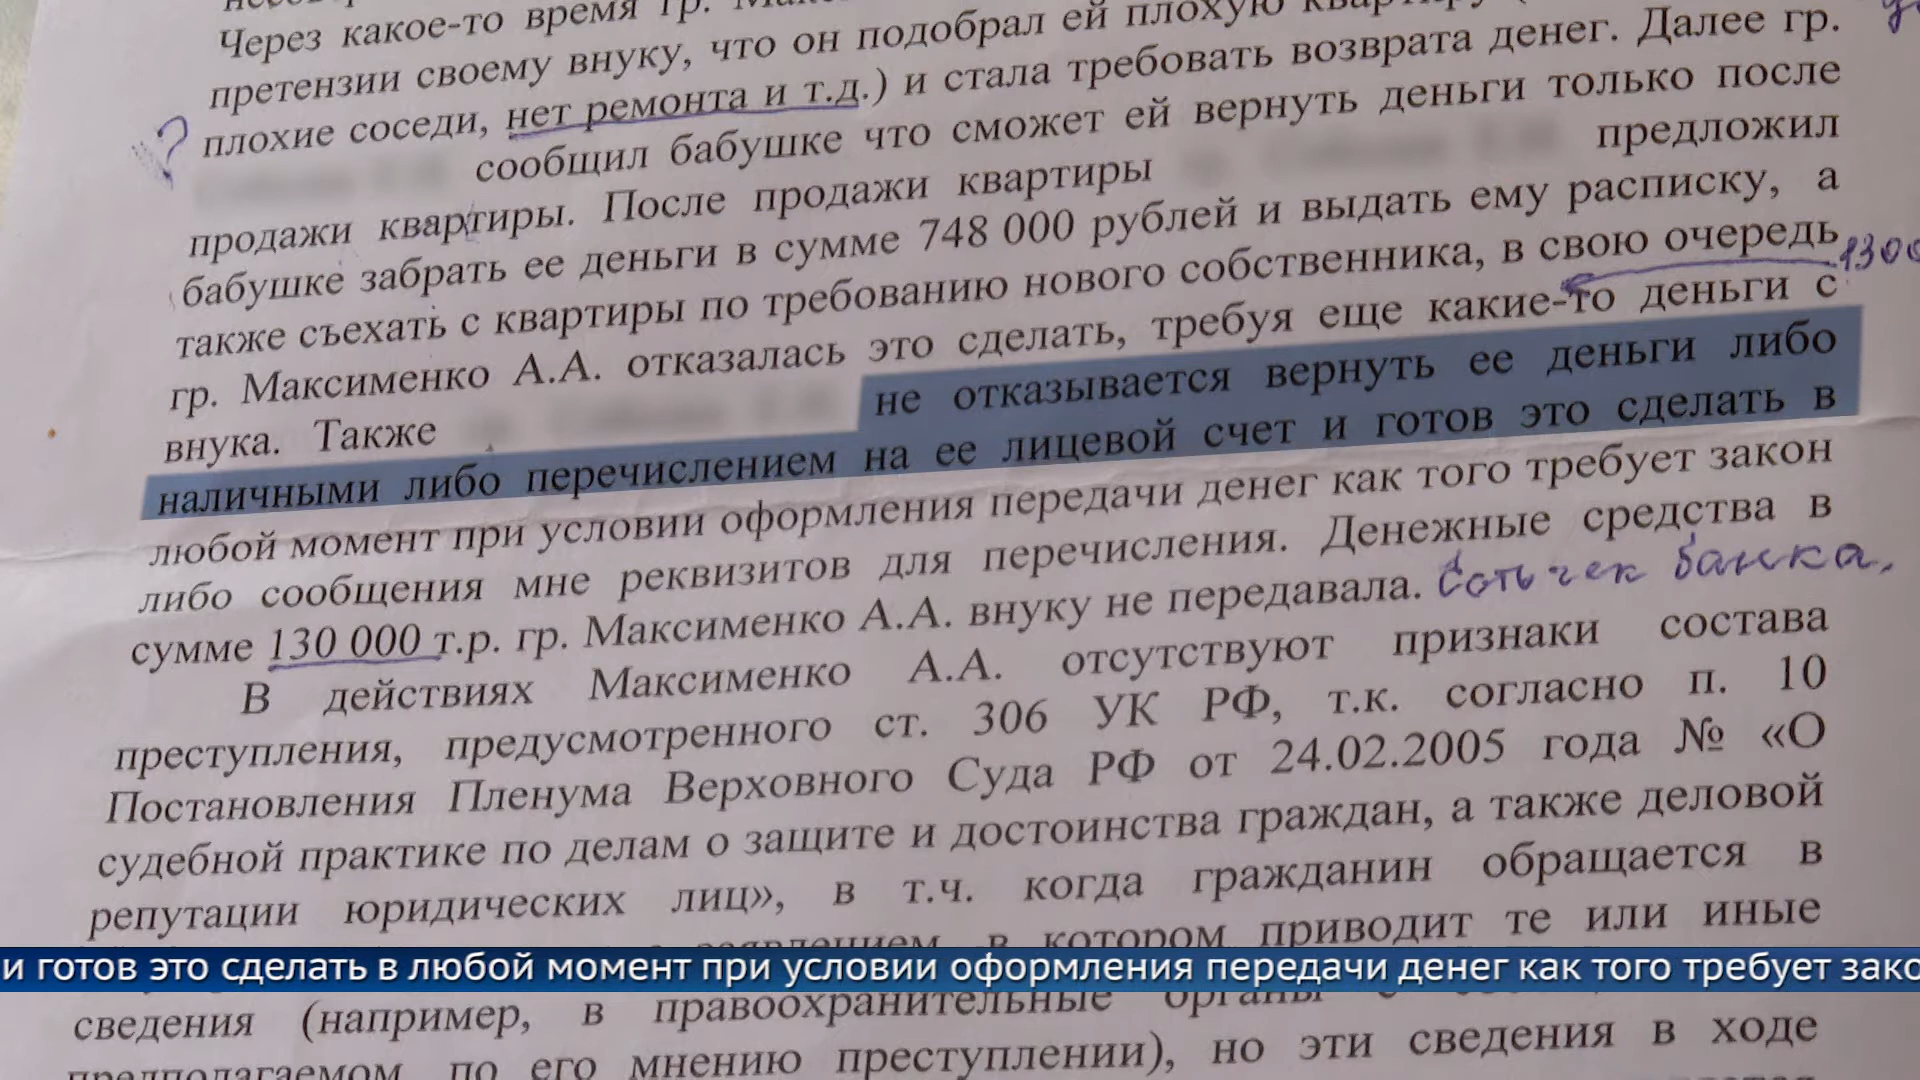 Через какое-то время гр.
претензии своему внуку, что он подобрал ей плохую
плохие соседи, нет ремонта и т.д.) и стала требовать возврата денег. Далее гр.
?
сообщил бабушке что сможет ей вернуть деньги только после
продажи квартиры. После продажи квартиры предложил
бабушке забрать ее деньги в сумме 748 000 рублей и выдать ему расписку, а
также съехать с квартиры по требованию нового собственника, в свою очередь
гр. Максименко А.А. отказалась это сделать, требуя еще какие-то деньги с
внука. Также не отказывается вернуть ее деньги либо
наличными либо перечислением на ее лицевой счет и готов это сделать в
любой момент при условии оформления передачи денег как того требует закон
либо сообщения мне реквизитов для перечисления. Денежные средства в
сумме 130 000 т.р. гр. Максименко А.А. внуку не передавала. Есть чек банка.
В действиях Максименко А.А. отсутствуют признаки состава
преступления, предусмотренного ст. 306 УК РФ, т.к. согласно п. 10
Постановления Пленума Верховного Суда РФ от 24.02.2005 года № «О
судебной практике по делам о защите и достоинства граждан, а также деловой
репутации юридических лиц», в т.ч. когда гражданин обращается в
заявлением, в котором приводит те или иные
и готов это сделать в любой момент при условии оформления передачи денег как того требует зако
сведения (например, в правоохранительные органы
предполагаемом, по его мнению преступлении), но эти сведения в ходе